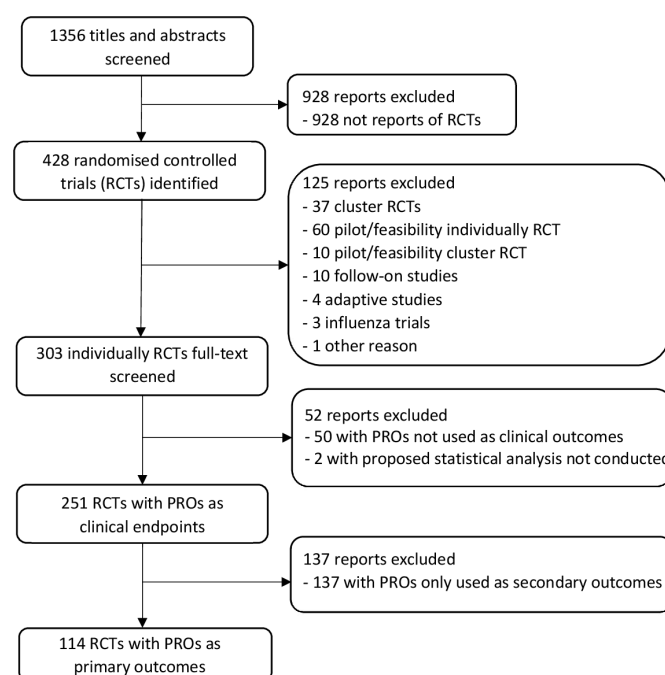 1356 titles and abstracts
screened
928 reports excluded
- 928 not reports of RCTs
428 randomised controlled
trials (RCTs) identified
125 reports excluded
- 37 cluster RCTs
- 60 pilot/feasibility individually RCT
- 10 pilot/feasibility cluster RCT
- 10 follow-on studies
- 4 adaptive studies
- 3 influenza trials
- 1 other reason
303 individually RCTs full-text
screened
52 reports excluded
- 50 with PROs not used as clinical outcomes
- 2 with proposed statistical analysis not conducted
251 RCTs with PROs as
clinical endpoints
137 reports excluded
- 137 with PROs only used as secondary outcomes
114 RCTs with PROs as
primary outcomes